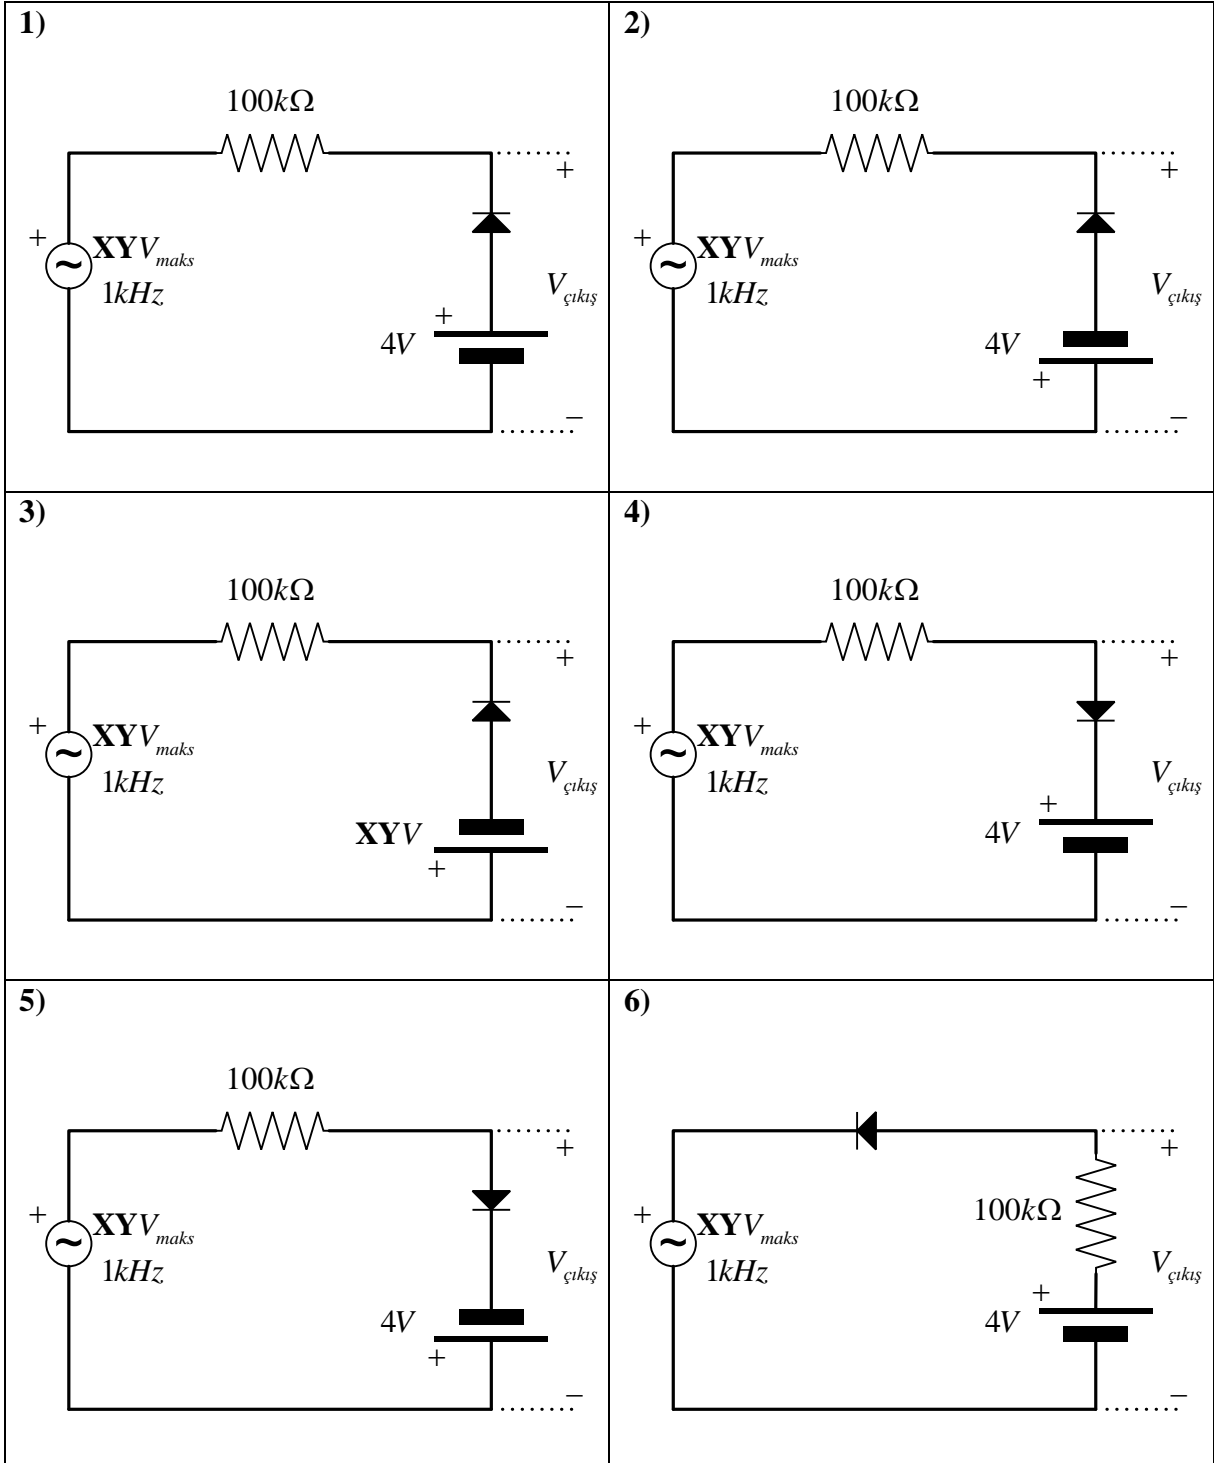 1)
100kΩ
+
+
XYV_maks
1kHz
V_çıkış
+
4V
−
2)
100kΩ
+
+
XYV_maks
1kHz
V_çıkış
4V
+
−
3)
100kΩ
+
+
XYV_maks
1kHz
V_çıkış
XYV
+
−
4)
100kΩ
+
+
XYV_maks
1kHz
V_çıkış
+
4V
−
5)
100kΩ
+
+
XYV_maks
1kHz
V_çıkış
4V
+
−
6)
+
100kΩ
+
XYV_maks
1kHz
V_çıkış
+
4V
−